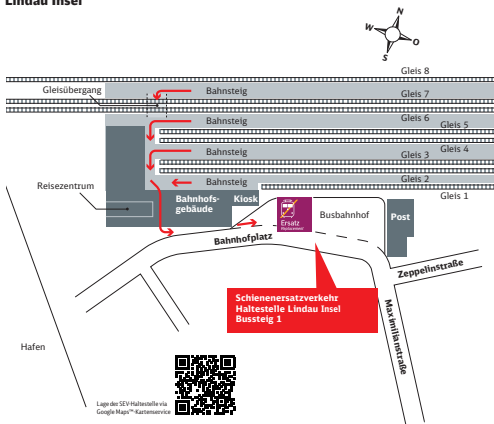 Lindau Insel
N
W
O
S
Gleis 8
Gleisübergang
Bahnsteig
Gleis 7
Bahnsteig
Gleis 6
Gleis 5
Bahnsteig
Gleis 4
Gleis 3
Bahnsteig
Gleis 2
Gleis 1
Reisezentrum
Bahnhofs-
gebäude
Kiosk
Ersatz
Replacement
Busbahnhof
Post
Bahnhofplatz
Zeppelinstraße
Schienenersatzverkehr
Haltestelle Lindau Insel
Bussteig 1
Maximilianstraße
Hafen
Lage der SEV-Haltestelle via
Google Maps™-Kartenservice